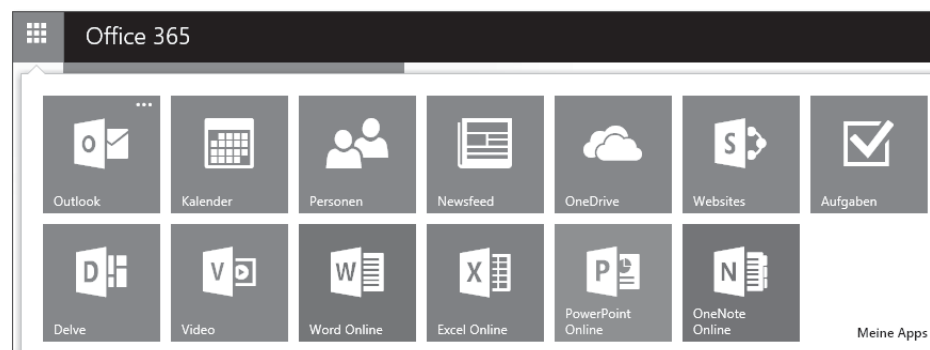 Office 365
Outlook
Kalender
Personen
Newsfeed
OneDrive
Websites
Aufgaben
Delve
Video
Word Online
Excel Online
PowerPoint
Online
OneNote
Online
Meine Apps